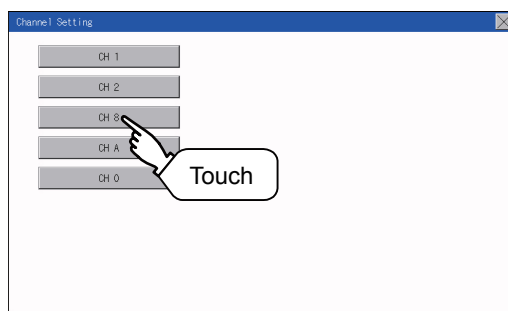 Channel Setting
CH 1
CH 2
CH 8
CH A
CH 0
Touch